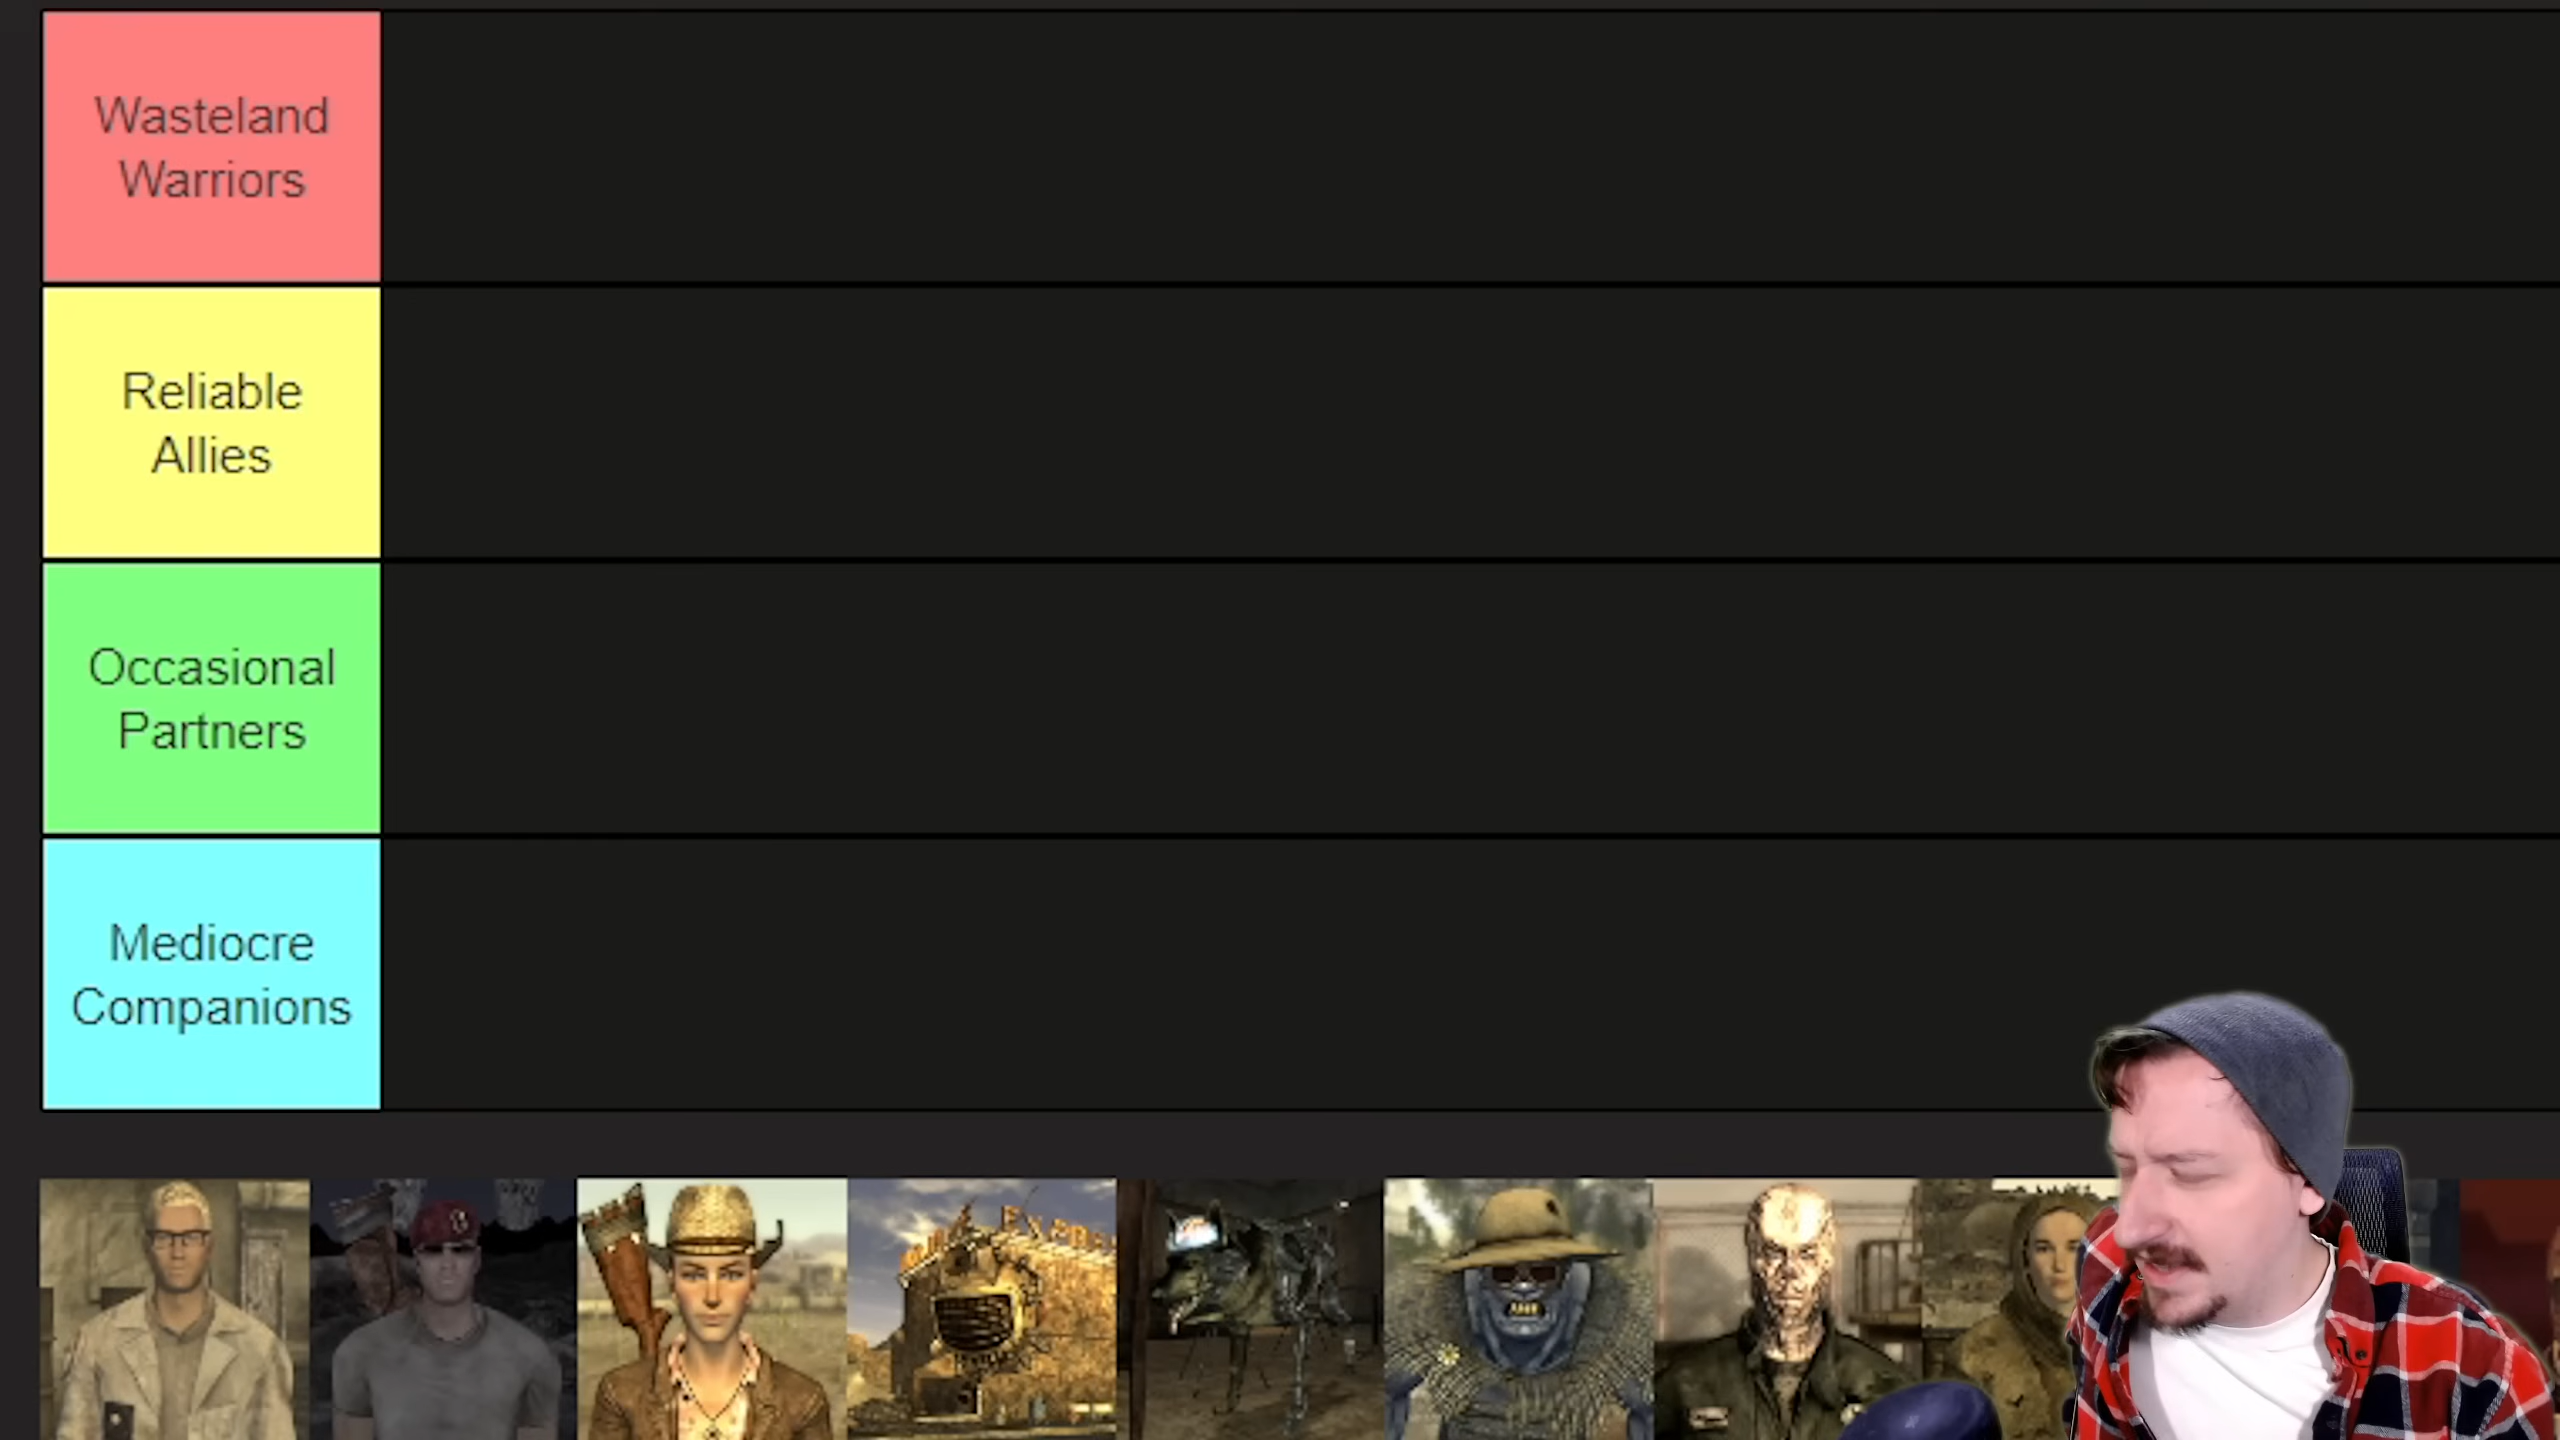 Wasteland
Warriors
Reliable
Allies
Occasional
Partners
Mediocre
Companions